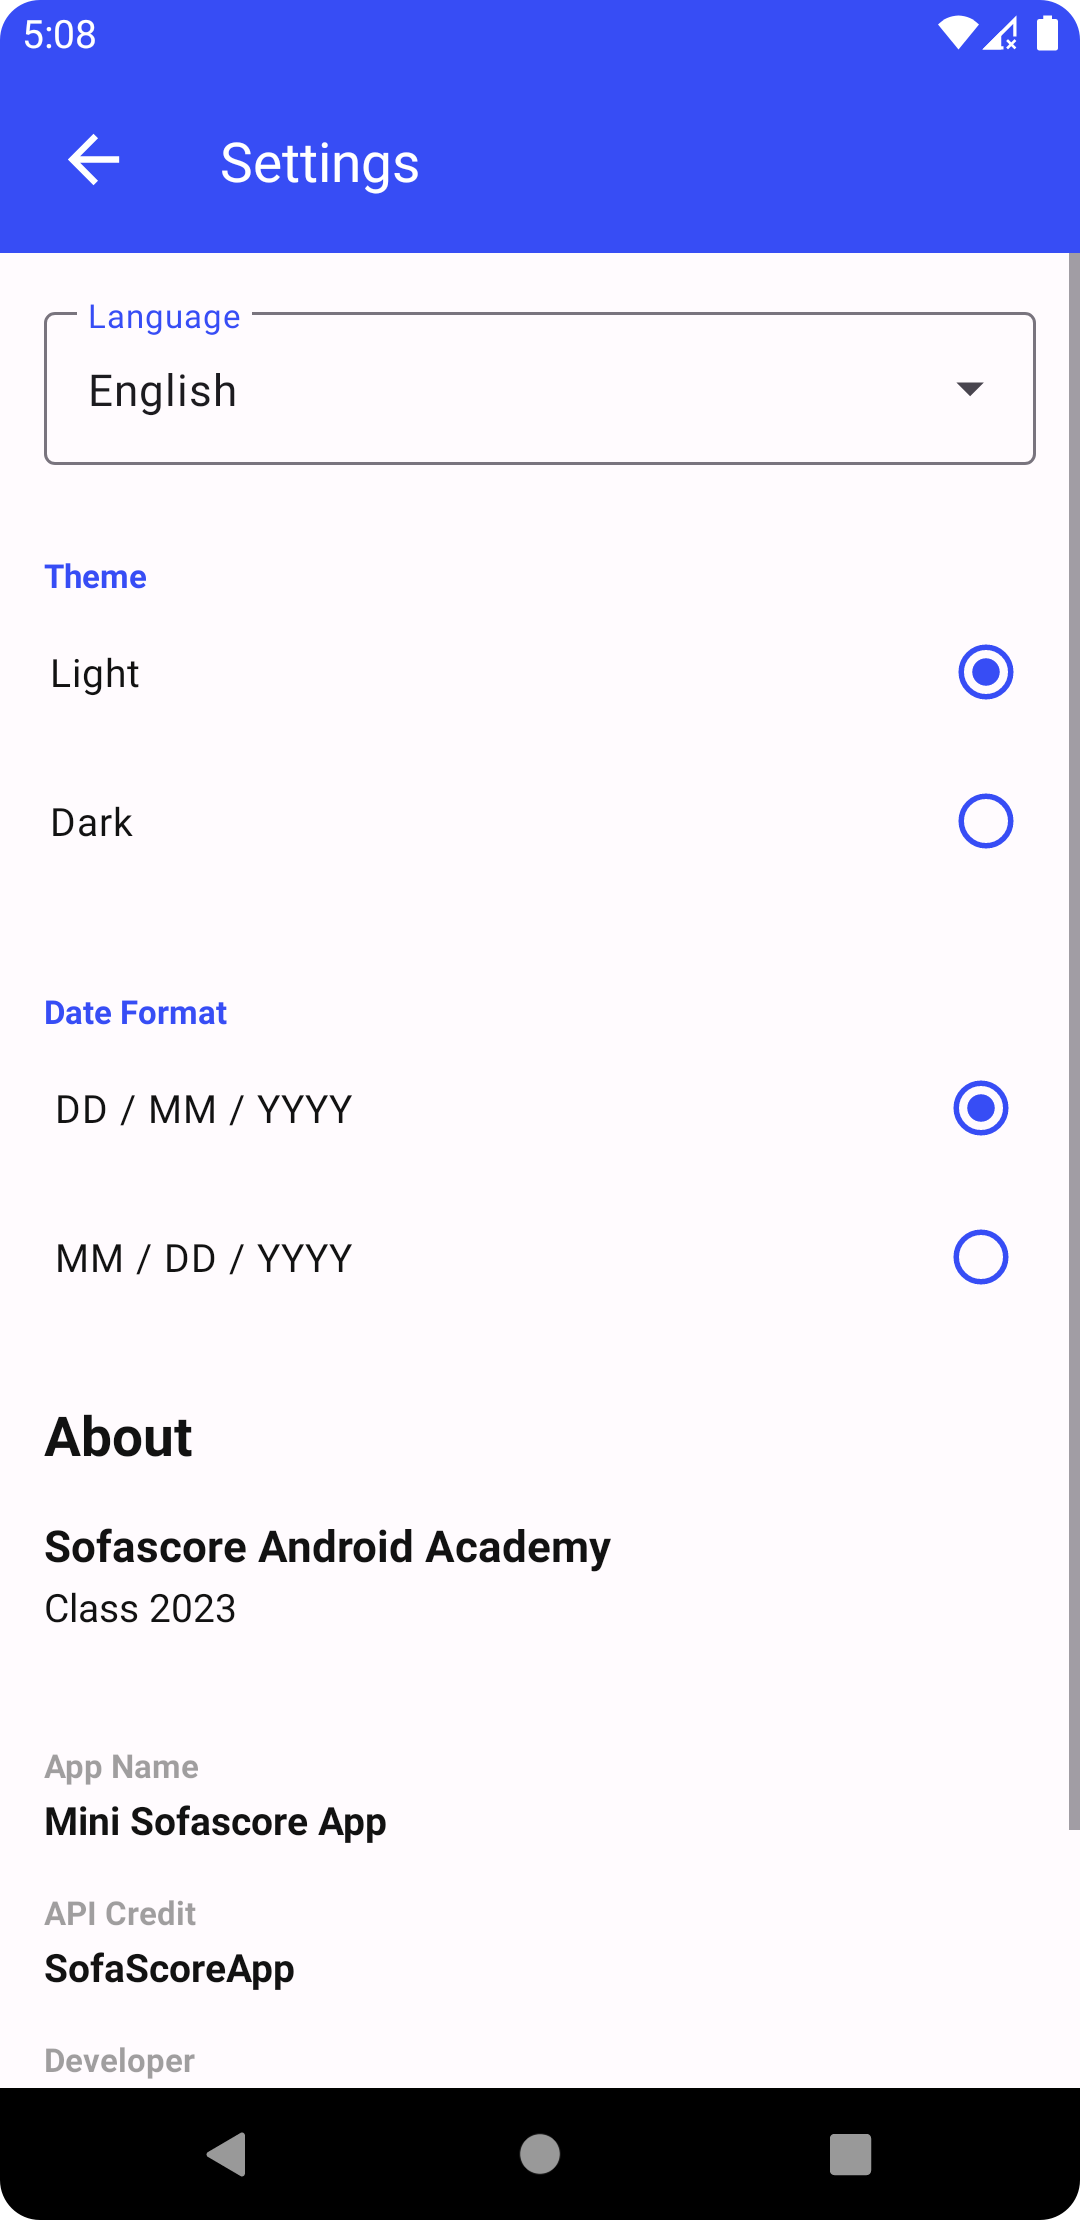 5:08
Settings
Language
English
Theme
Light
Dark
Date Format
DD / MM / YYYY
MM / DD / YYYY
About
Sofascore Android Academy
Class 2023
App Name
Mini Sofascore App
API Credit
SofaScoreApp
Developer